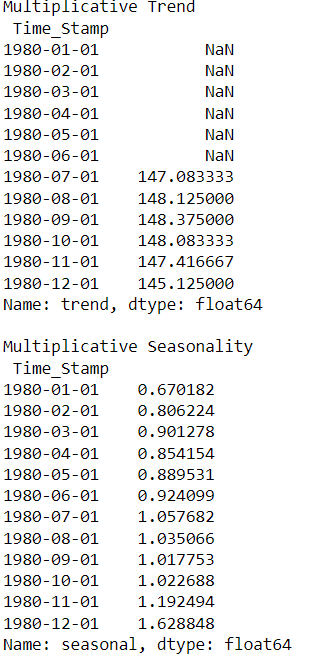 Multiplicative Trend
 Time_Stamp
1980-01-01           NaN
1980-02-01           NaN
1980-03-01           NaN
1980-04-01           NaN
1980-05-01           NaN
1980-06-01           NaN
1980-07-01    147.083333
1980-08-01    148.125000
1980-09-01    148.375000
1980-10-01    148.083333
1980-11-01    147.416667
1980-12-01    145.125000
Name: trend, dtype: float64

Multiplicative Seasonality
 Time_Stamp
1980-01-01    0.670182
1980-02-01    0.806224
1980-03-01    0.901278
1980-04-01    0.854154
1980-05-01    0.889531
1980-06-01    0.924099
1980-07-01    1.057682
1980-08-01    1.035066
1980-09-01    1.017753
1980-10-01    1.022688
1980-11-01    1.192494
1980-12-01    1.628848
Name: seasonal, dtype: float64